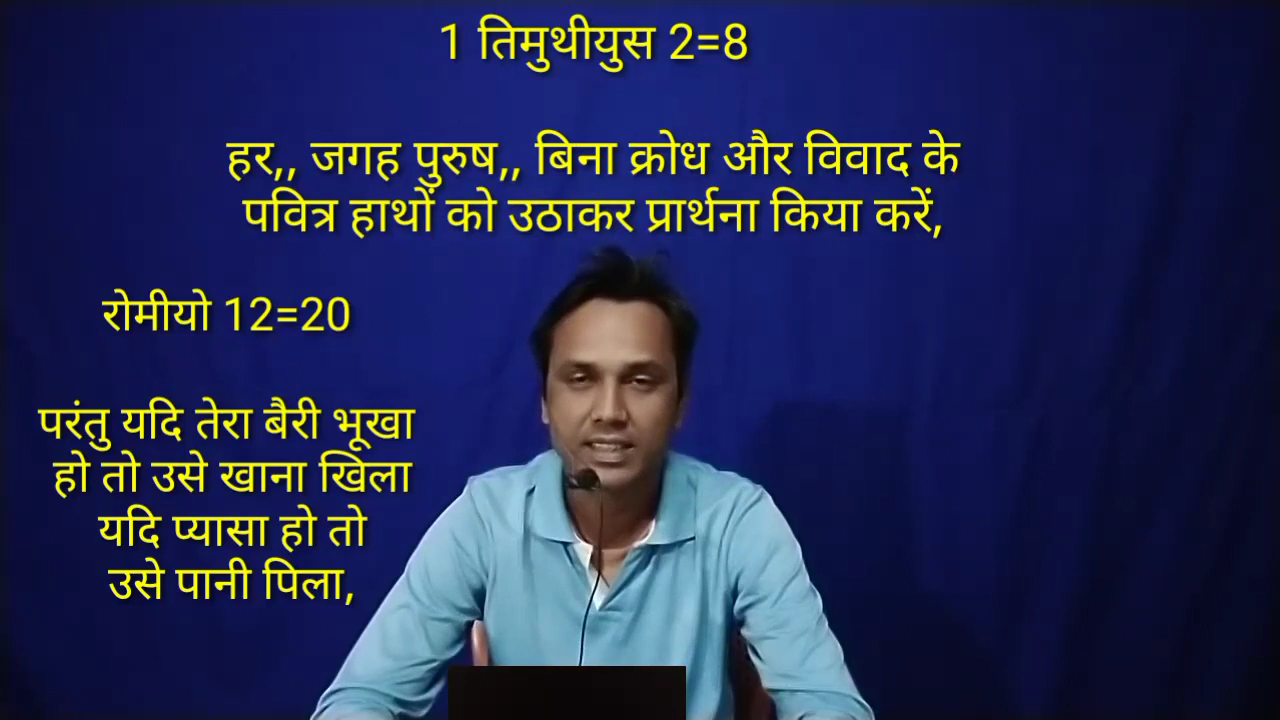 1 तिमुथीयुस 2=8
हर,, जगह पुरुष,, बिना क्रोध और विवाद के
पवित्र हाथों को उठाकर प्रार्थना किया करें,
रोमीयो 12=20
परंतु यदि तेरा बैरी भूखा
हो तो उसे खाना खिला
यदि प्यासा हो तो
उसे पानी पिला,